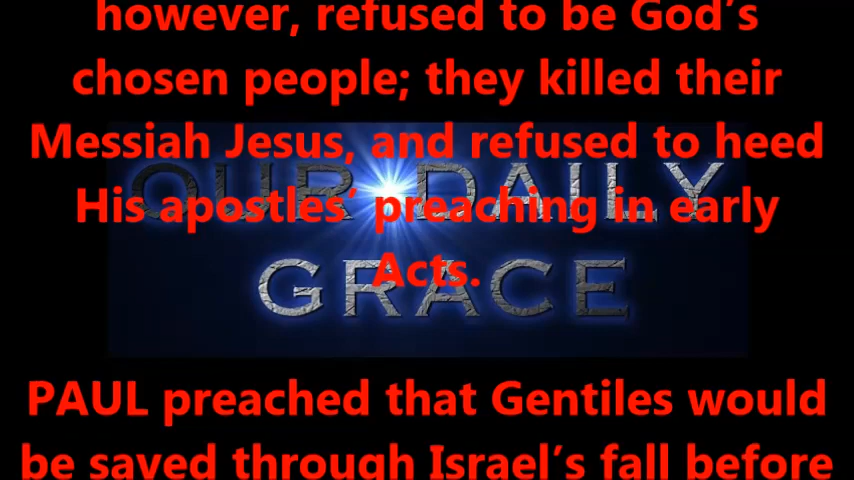 however, refused to be God's
chosen people; they killed their
Messiah Jesus, and refused to heed
His apostles' preaching in early
Acts.
OUR DAILY
GRACE
PAUL preached that Gentiles would
be saved through Israel's fall before